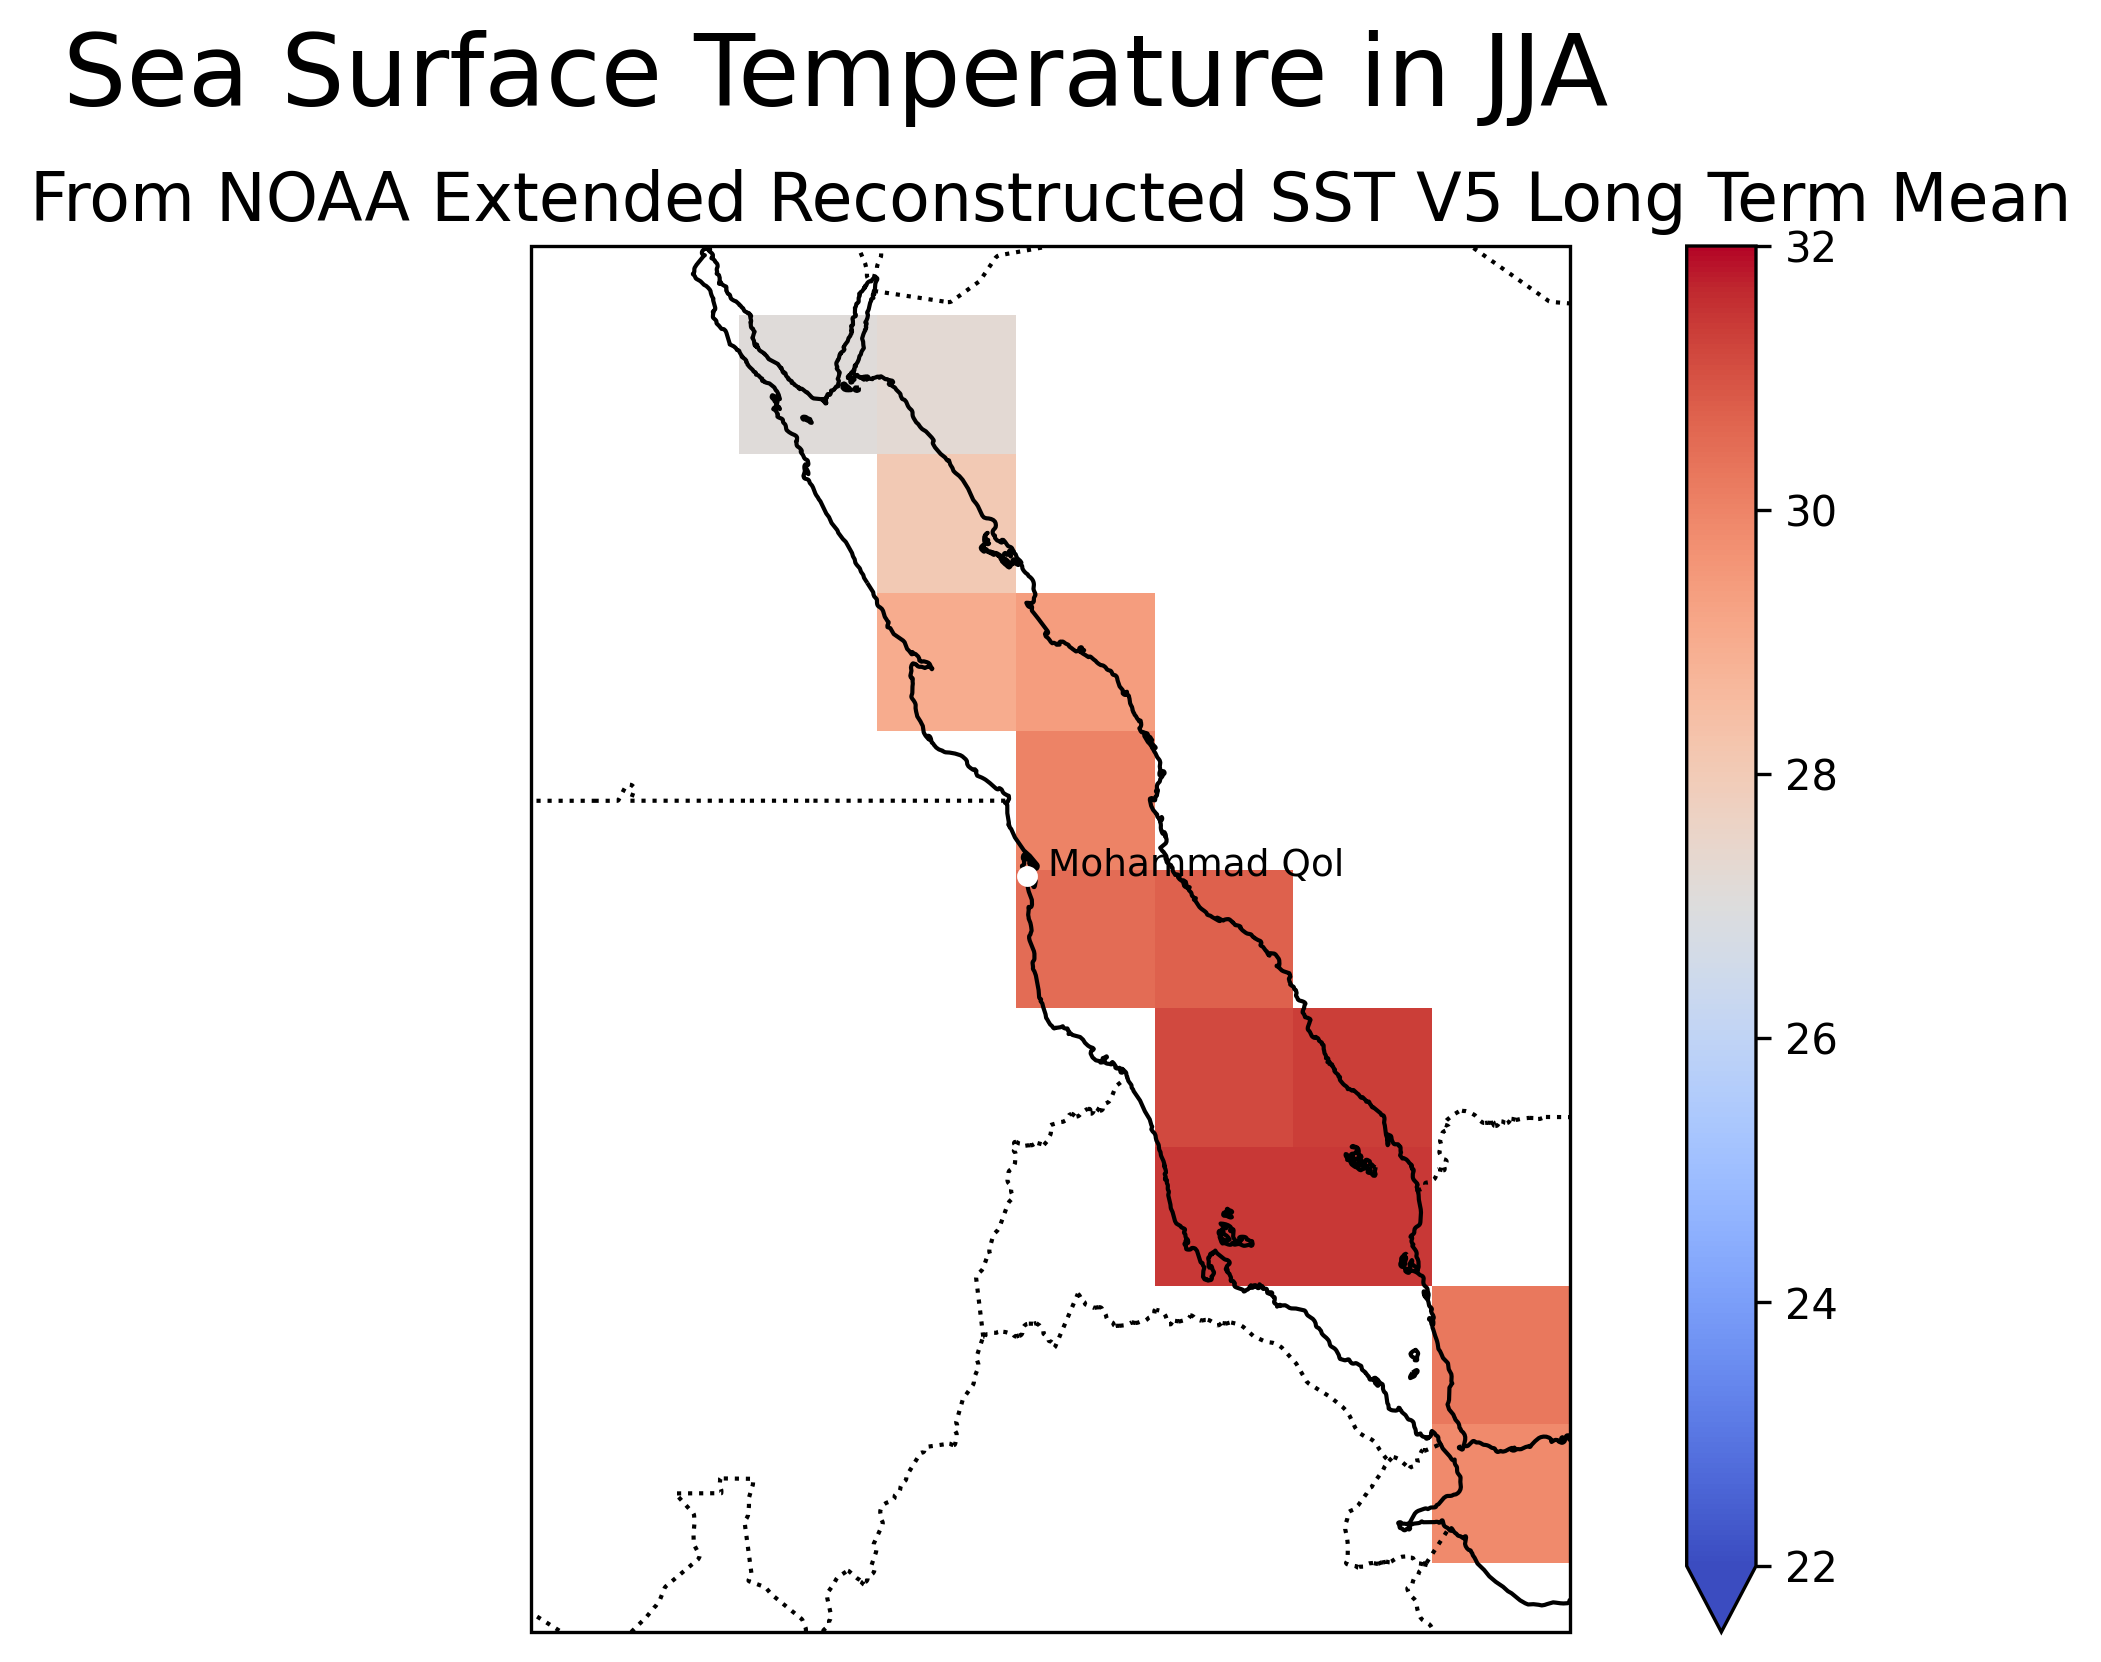 Sea Surface Temperature in JJA
From NOAA Extended Reconstructed SST V5 Long Term Mean
32
30
28
Mohammad Qol
26
24
22